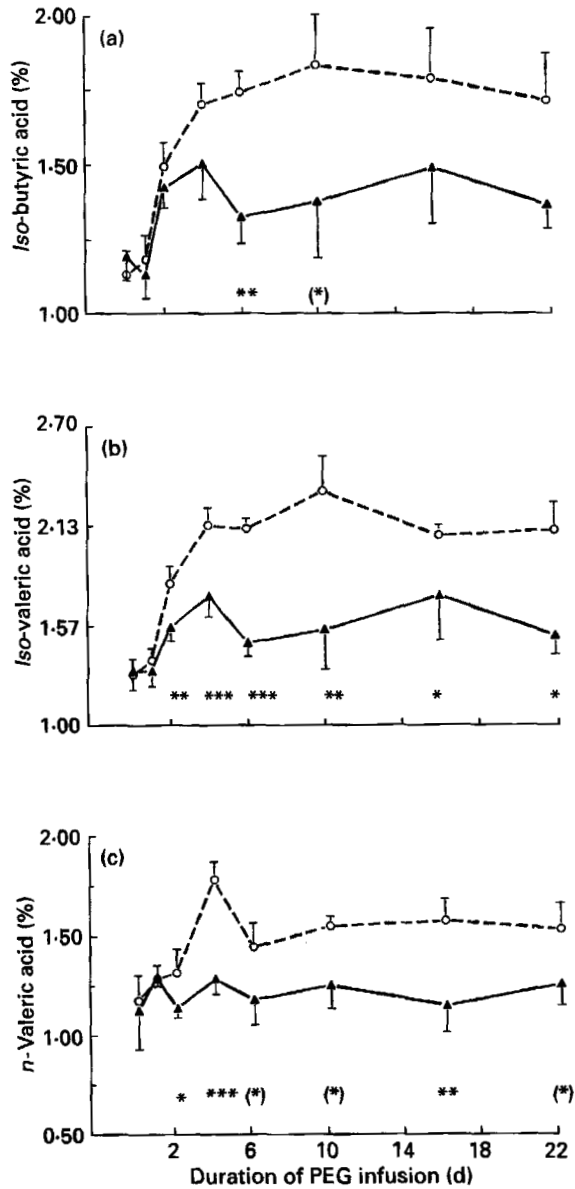 (a)
Iso-butyric acid (%)
2·00
1·50
1·00
** (*)
(b)
Iso-valeric acid (%)
2·70
2·13
1·57
1·00
** *** *** ** * *
(c)
n-Valeric acid (%)
2·00
1·50
1·00
0·50
* *** (*) (*) ** (*)
2 6 10 14 18 22
Duration of PEG infusion (d)